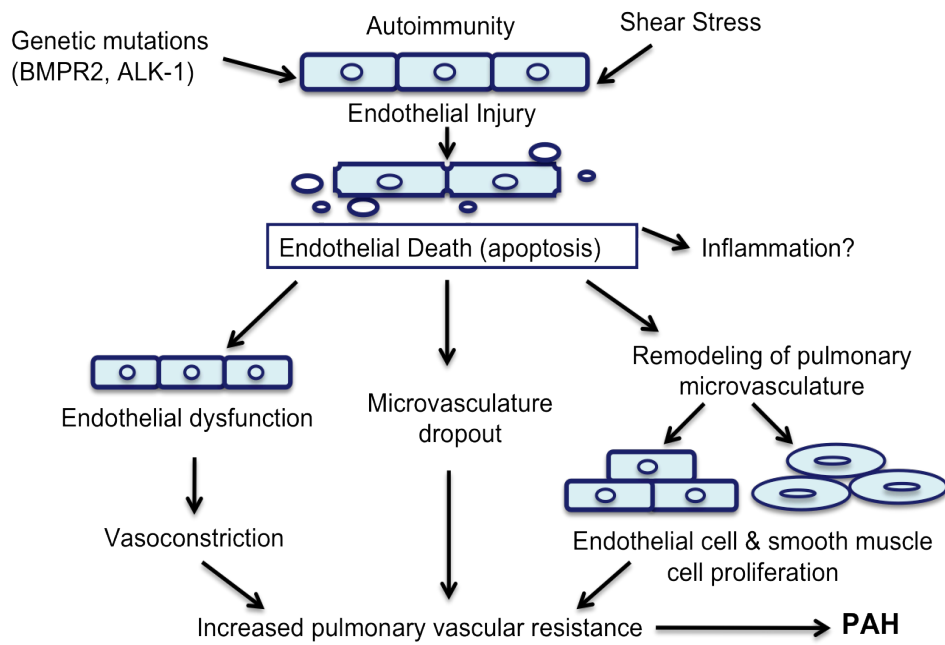 Genetic mutations
(BMPR2, ALK-1)
Autoimmunity
Shear Stress
Endothelial Injury
Endothelial Death (apoptosis)
Inflammation?
Endothelial dysfunction
Microvasculature
dropout
Remodeling of pulmonary
microvasculature
Vasoconstriction
Endothelial cell & smooth muscle
cell proliferation
Increased pulmonary vascular resistance
PAH